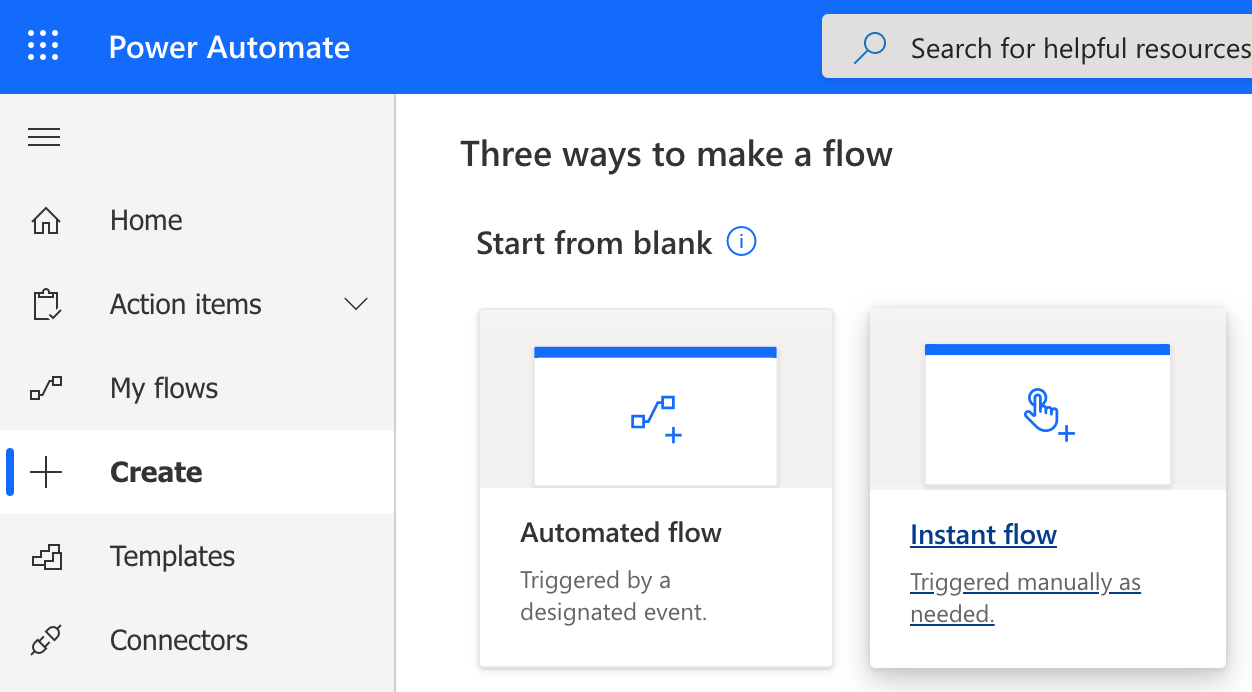 Power Automate
Search for helpful resources
Home
Action items
My flows
Create
Templates
Connectors
Three ways to make a flow
Start from blank
Automated flow
Triggered by a
designated event.
Instant flow
Triggered manually as
needed.